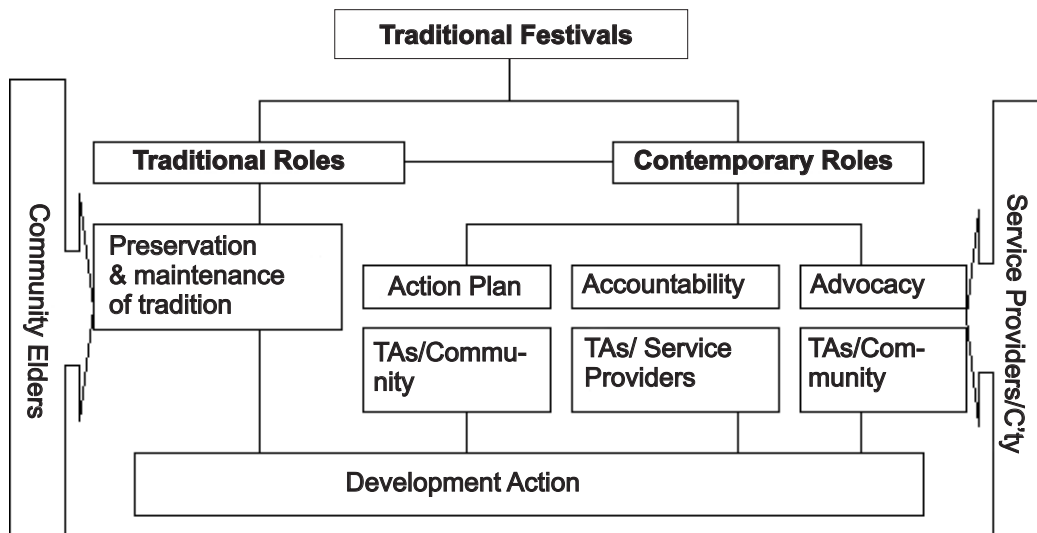 Traditional Festivals
Traditional Roles
Contemporary Roles
Community Elders
Preservation
& maintenance
of tradition
Action Plan
Accountability
Advocacy
TAs/Commu-
nity
TAs/ Service
Providers
TAs/Com-
munity
Service Providers/C'ty
Development Action